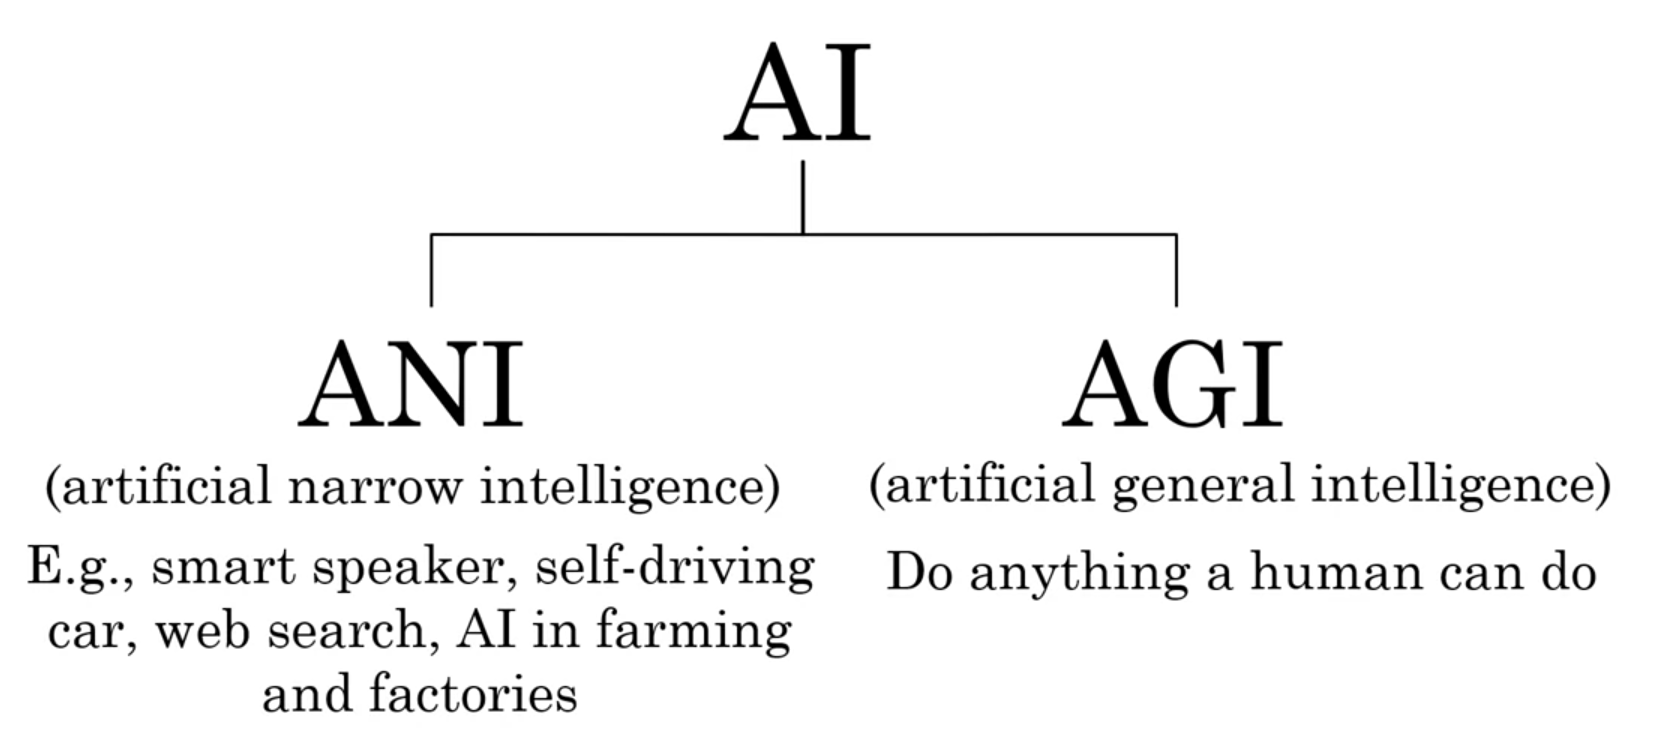 AI
ANI
(artificial narrow intelligence)
E.g., smart speaker, self-driving
car, web search, AI in farming
and factories
AGI
(artificial general intelligence)
Do anything a human can do